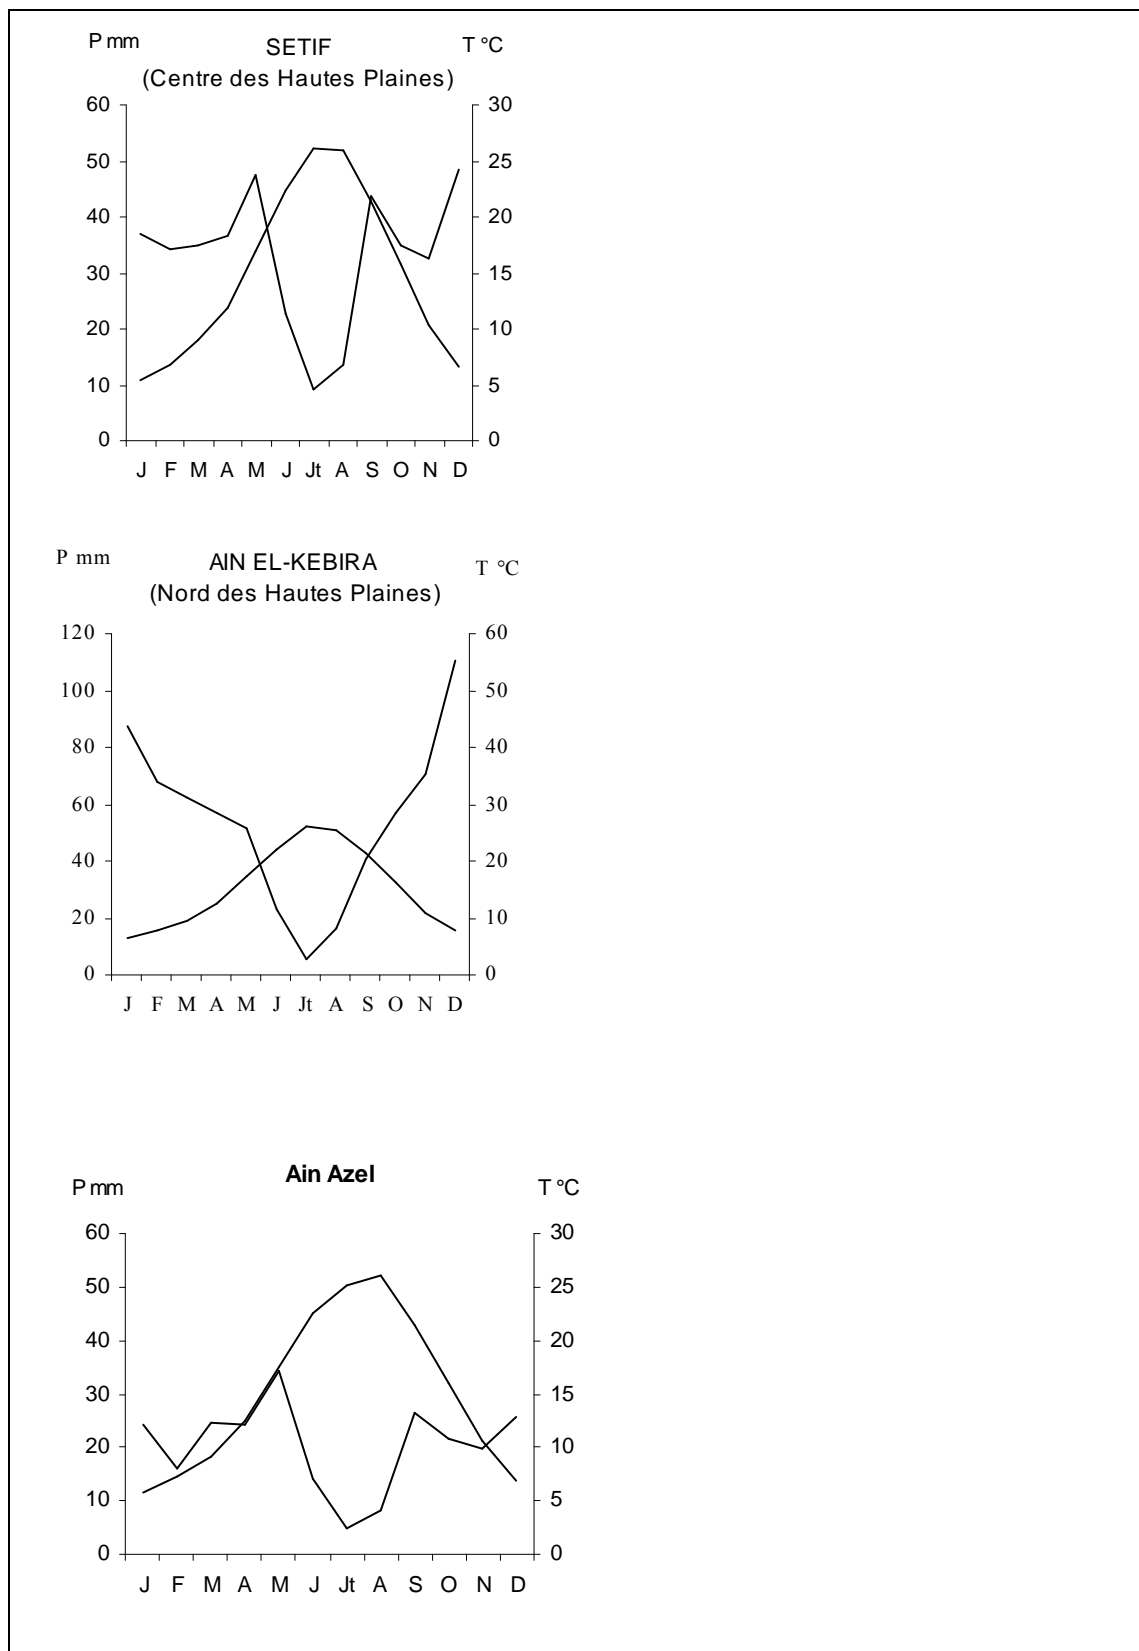 P mm SETIF T °C
(Centre des Hautes Plaines)
60 30
50 25
40 20
30 15
20 10
10 5
0 0
J F M A M J Jt A S O N D
P mm AIN EL-KEBIRA T °C
(Nord des Hautes Plaines)
120 60
100 50
80 40
60 30
40 20
20 10
0 0
J F M A M J Jt A S O N D
Ain Azel
P mm T °C
60 30
50 25
40 20
30 15
20 10
10 5
0 0
J F M A M J Jt A S O N D